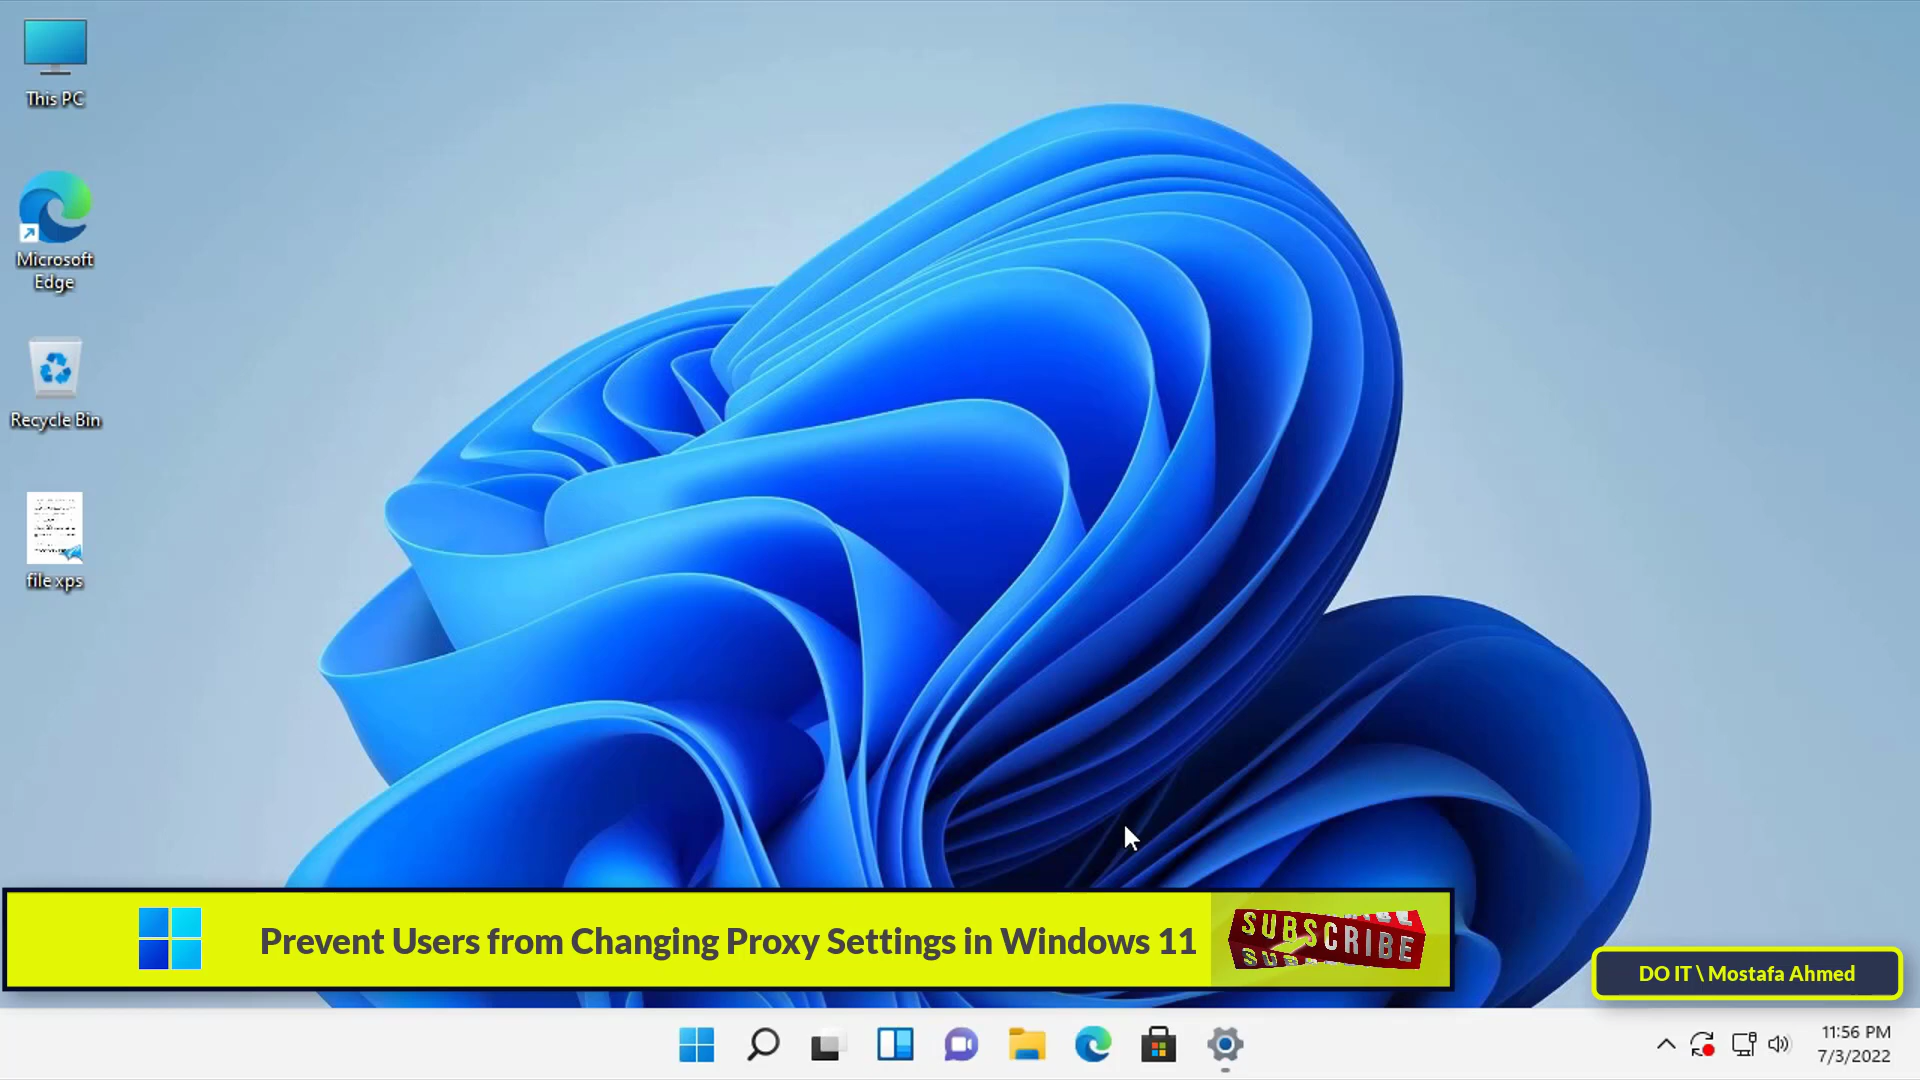 This PC
Microsoft
Edge
Recycle Bin
file.xps
Prevent Users from Changing Proxy Settings in Windows 11
SUBSCRIBE
DO IT \ Mostafa Ahmed
11:56 PM
7/3/2022